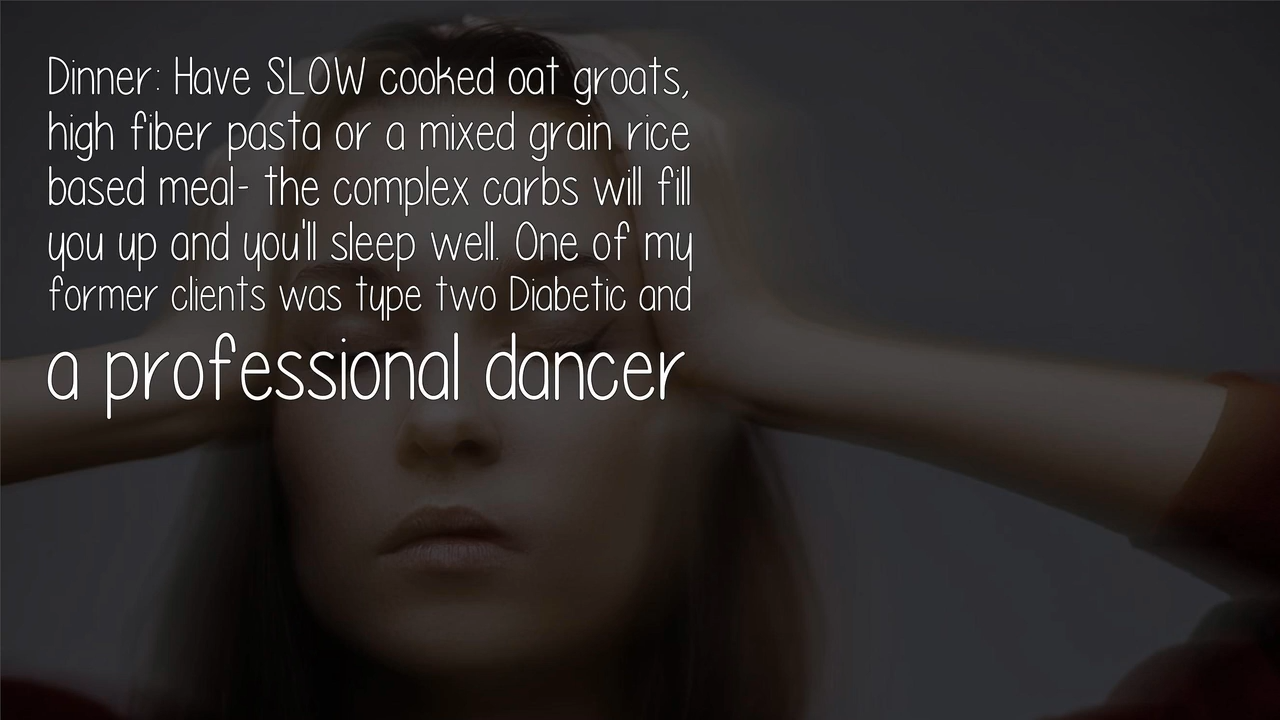 Dinner: Have SLOW cooked oat groats,
high fiber pasta or a mixed grain rice
based meal- the complex carbs will fill
you up and you'll sleep well. One of my
former clients was type two Diabetic and
a professional dancer